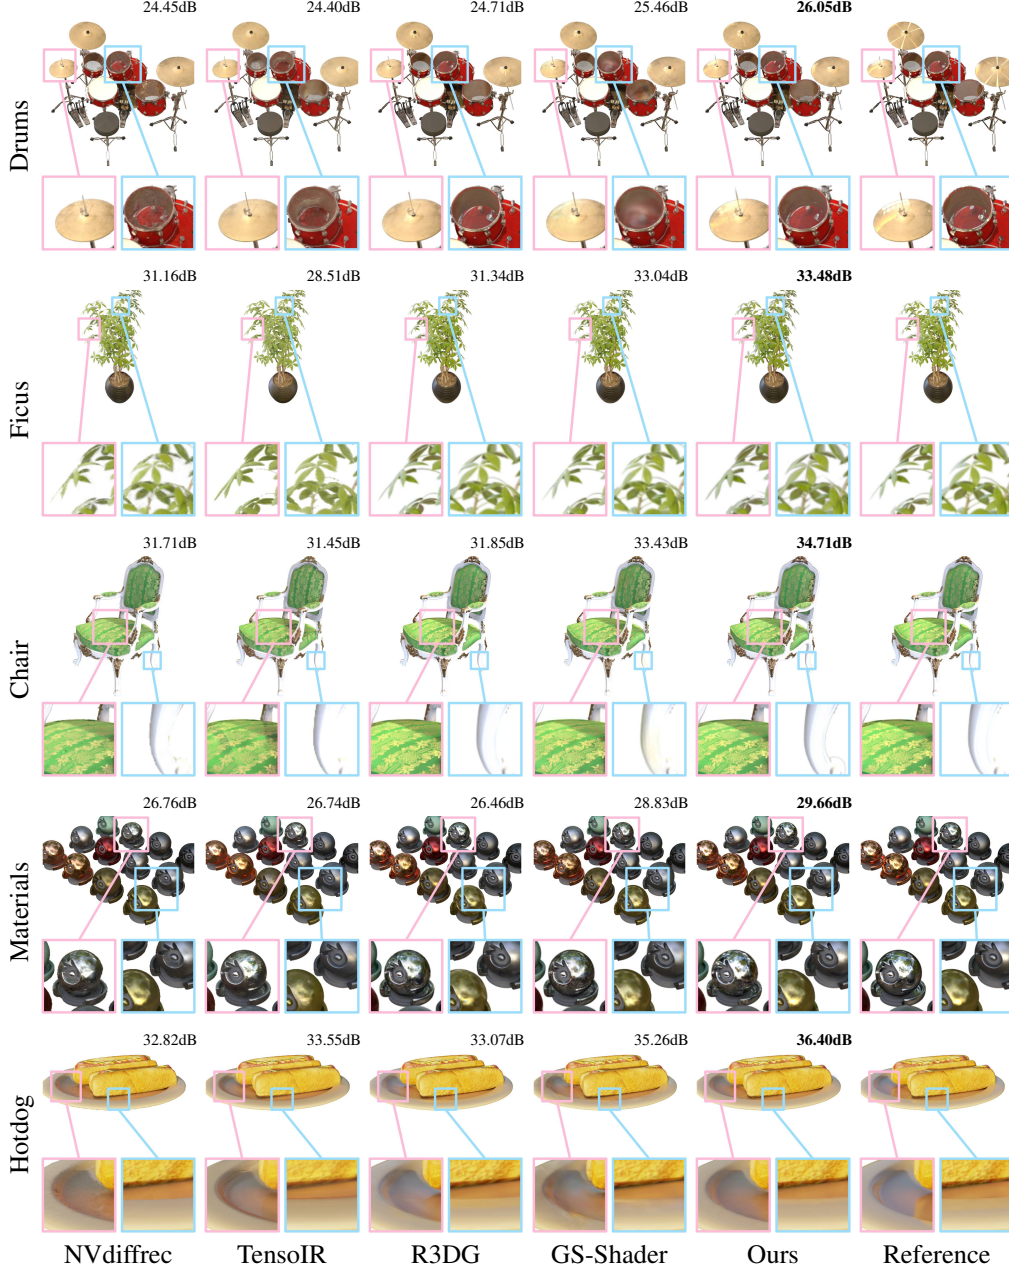 24.45dB 24.40dB 24.71dB 25.46dB 26.05dB
Drums
31.16dB 28.51dB 31.34dB 33.04dB 33.48dB
Ficus
31.71dB 31.45dB 31.85dB 33.43dB 34.71dB
Chair
26.76dB 26.74dB 26.46dB 28.83dB 29.66dB
Materials
32.82dB 33.55dB 33.07dB 35.26dB 36.40dB
Hotdog
NVdiffrec TensoIR R3DG GS-Shader Ours Reference